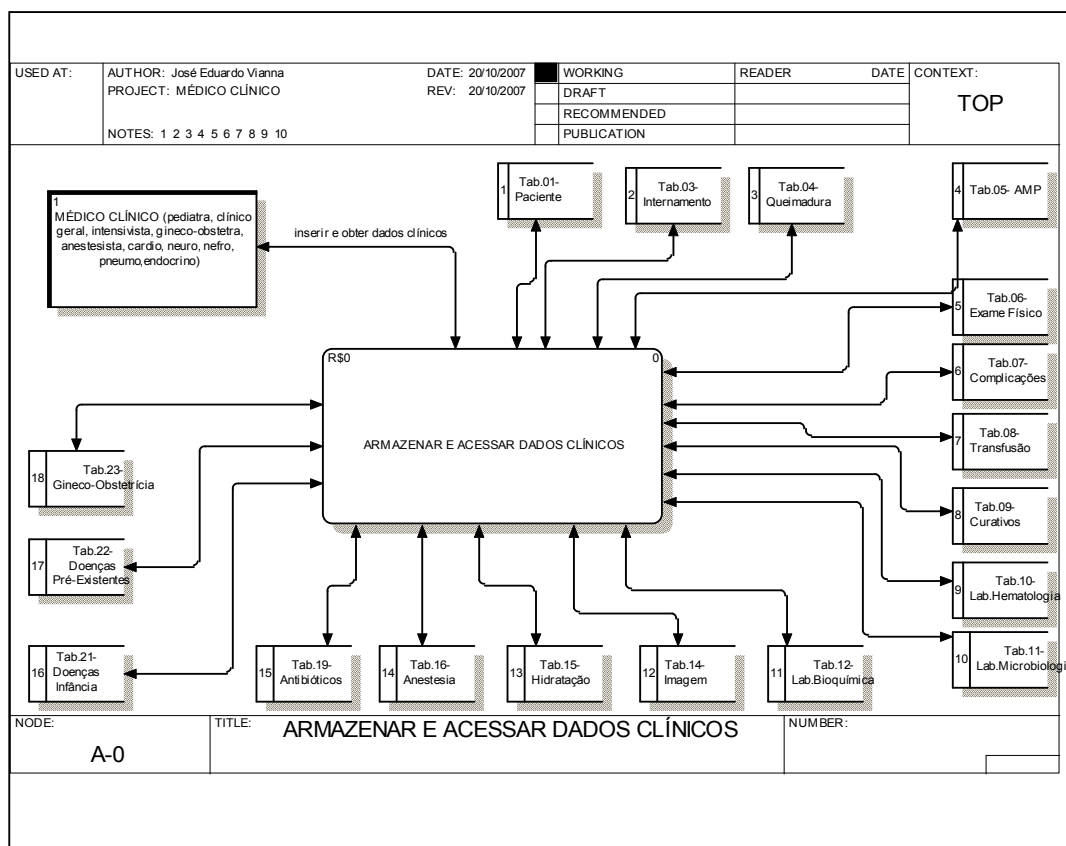 USED AT:
AUTHOR: José Eduardo Vianna
DATE: 20/10/2007
PROJECT: MÉDICO CLÍNICO
REV: 20/10/2007
NOTES: 1 2 3 4 5 6 7 8 9 10
WORKING
DRAFT
RECOMMENDED
PUBLICATION
READER
DATE
CONTEXT:
TOP
1
MÉDICO CLÍNICO (pediatra, clínico
geral, intensivista, gineco-obstetra,
anestesista, cardio, neuro, nefro,
pneumo,endocrino)
inserir e obter dados clínicos
1
Tab.01-
Paciente
2
Tab.03-
Internamento
3
Tab.04-
Queimadura
4
Tab.05- AMP
5
Tab.06-
Exame Físico
6
Tab.07-
Complicações
7
Tab.08-
Transfusão
8
Tab.09-
Curativos
9
Tab.10-
Lab.Hematologia
10
Tab.11-
Lab.Microbiologi
R$0
0
ARMAZENAR E ACESSAR DADOS CLÍNICOS
18
Tab.23-
Gineco-Obstetrícia
17
Tab.22-
Doenças
Pré-Existentes
16
Tab.21-
Doenças
Infância
15
Tab.19-
Antibióticos
14
Tab.16-
Anestesia
13
Tab.15-
Hidratação
12
Tab.14-
Imagem
11
Tab.12-
Lab.Bioquímica
NODE:
A-0
TITLE:
ARMAZENAR E ACESSAR DADOS CLÍNICOS
NUMBER: